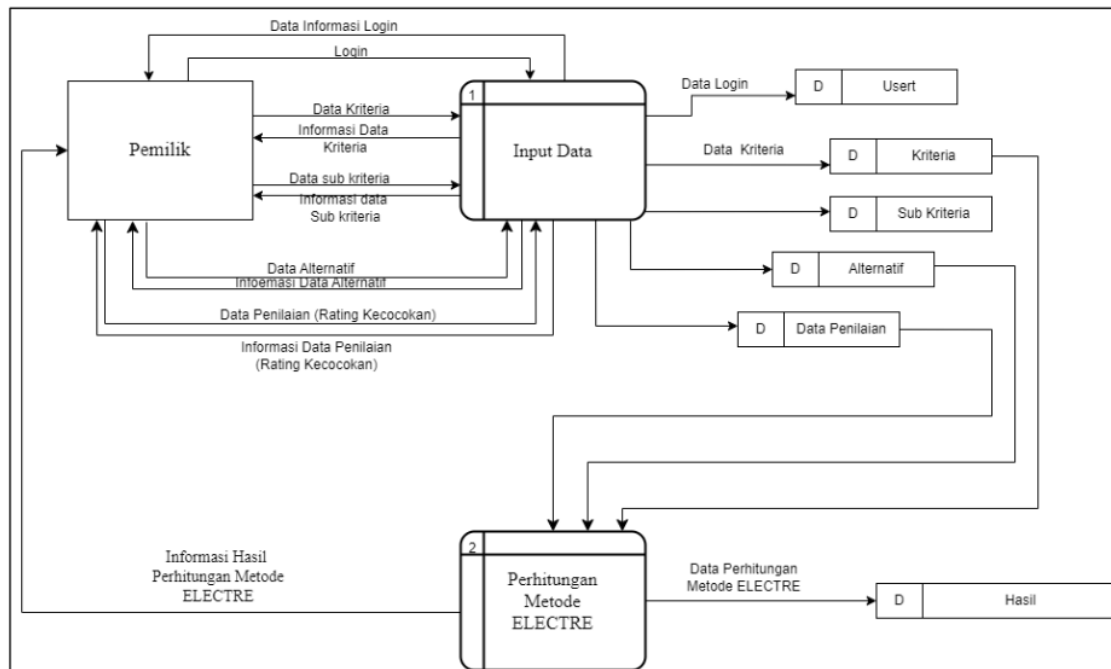 Data Informasi Login
Login
Pemilik
Data Kriteria
Informasi Data
Kriteria
Data sub kriteria
Informasi data
Sub kriteria
Data Alternatif
Infoemasi Data Alternatif
Data Penilaian (Rating Kecocokan)
Informasi Data Penilaian
(Rating Kecocokan)
1
Input Data
Data Login
D Usert
Data Kriteria
D Kriteria
D Sub Kriteria
D Alternatif
D Data Penilaian
Informasi Hasil
Perhitungan Metode
ELECTRE
2
Perhitungan
Metode
ELECTRE
Data Perhitungan
Metode ELECTRE
D Hasil